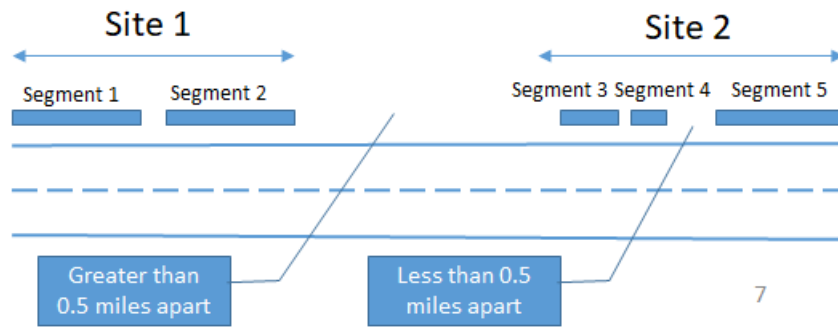 Site 1
Site 2
Segment 1
Segment 2
Segment 3
Segment 4
Segment 5
Greater than
0.5 miles apart
Less than 0.5
miles apart
7